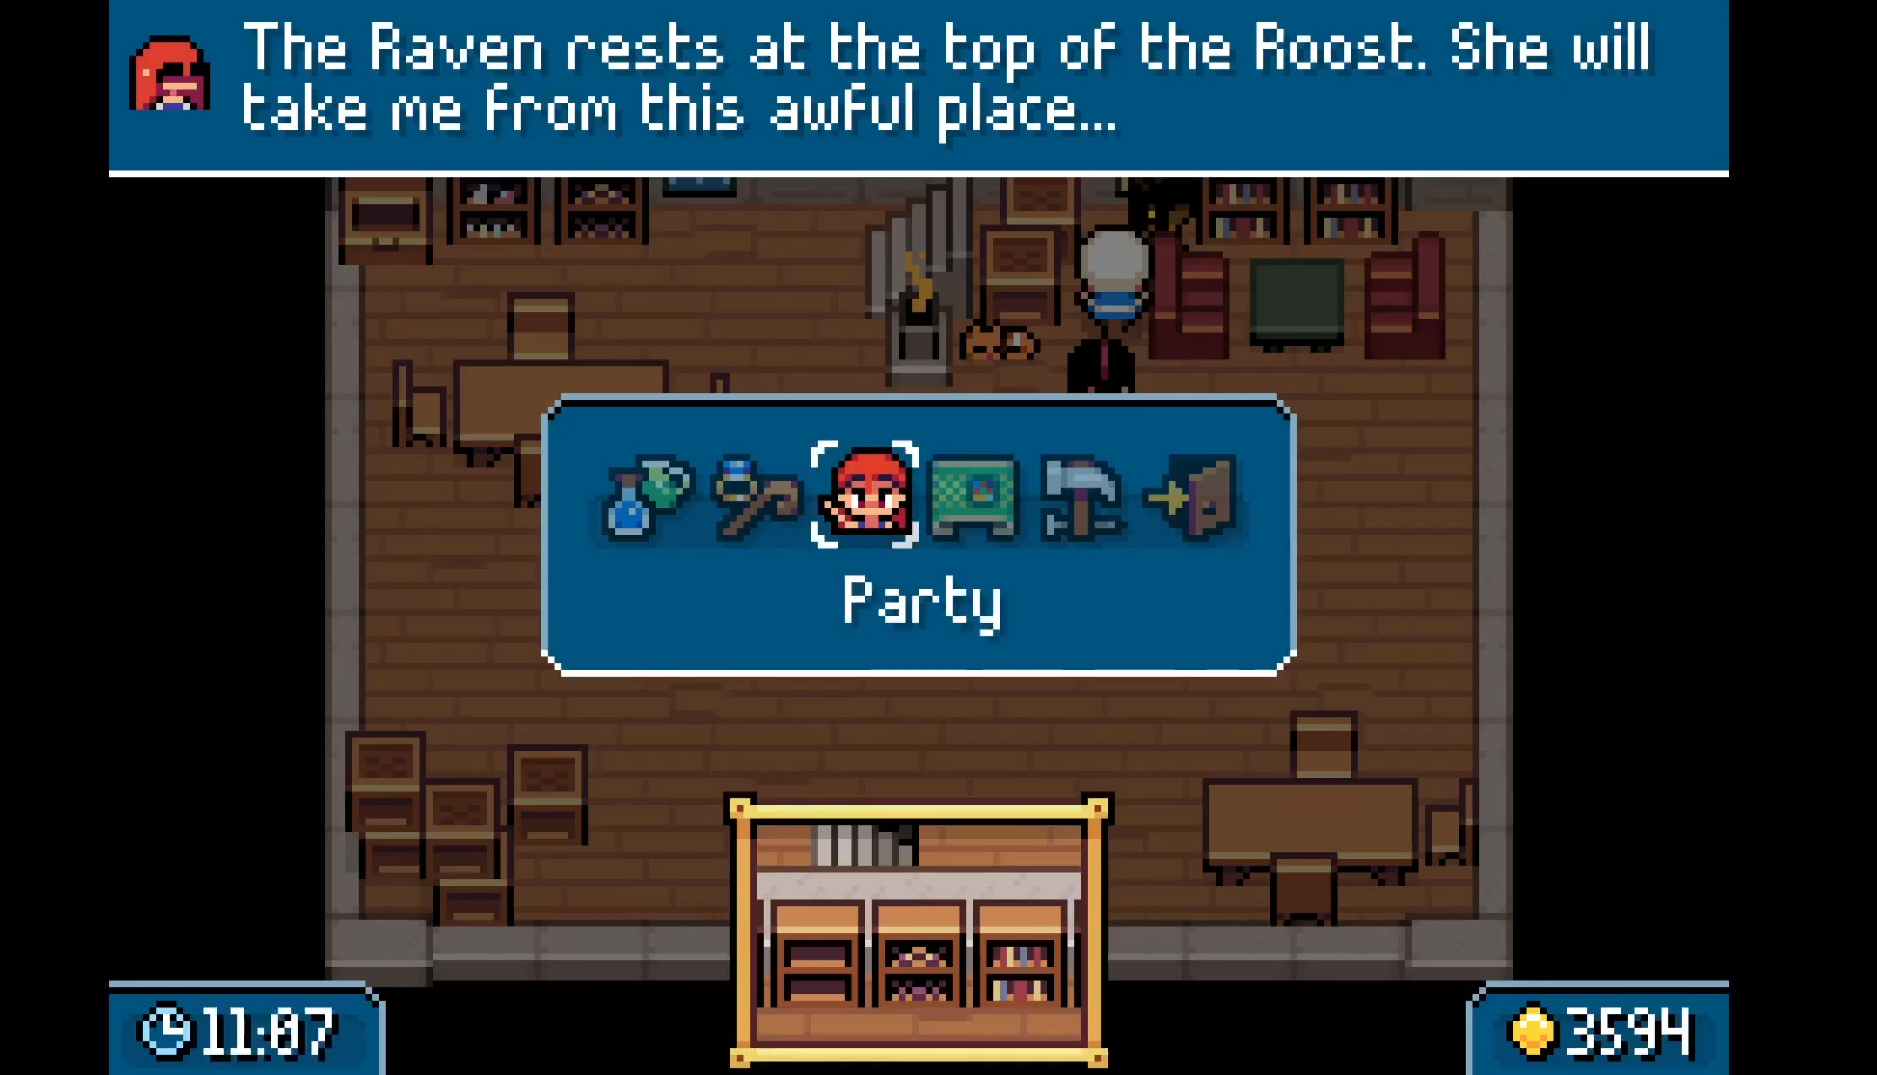 The Raven rests at the top of the Roost. She will
take me from this awful place...
Party
11:07
3594